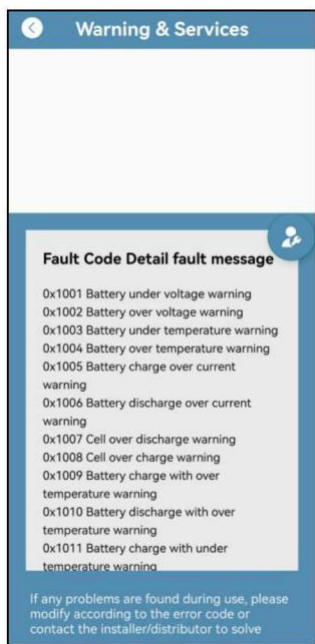 Warning & Services
Fault Code Detail fault message
0x1001 Battery under voltage warning
0x1002 Battery over voltage warning
0x1003 Battery under temperature warning
0x1004 Battery over temperature warning
0x1005 Battery charge over current
warning
0x1006 Battery discharge over current
warning
0x1007 Cell over discharge warning
0x1008 Cell over charge warning
0x1009 Battery charge with over
temperature warning
0x1010 Battery discharge with over
temperature warning
0x1011 Battery charge with under
temperature warning
If any problems are found during use, please
modify according to the error code or
contact the installer/distributor to solve